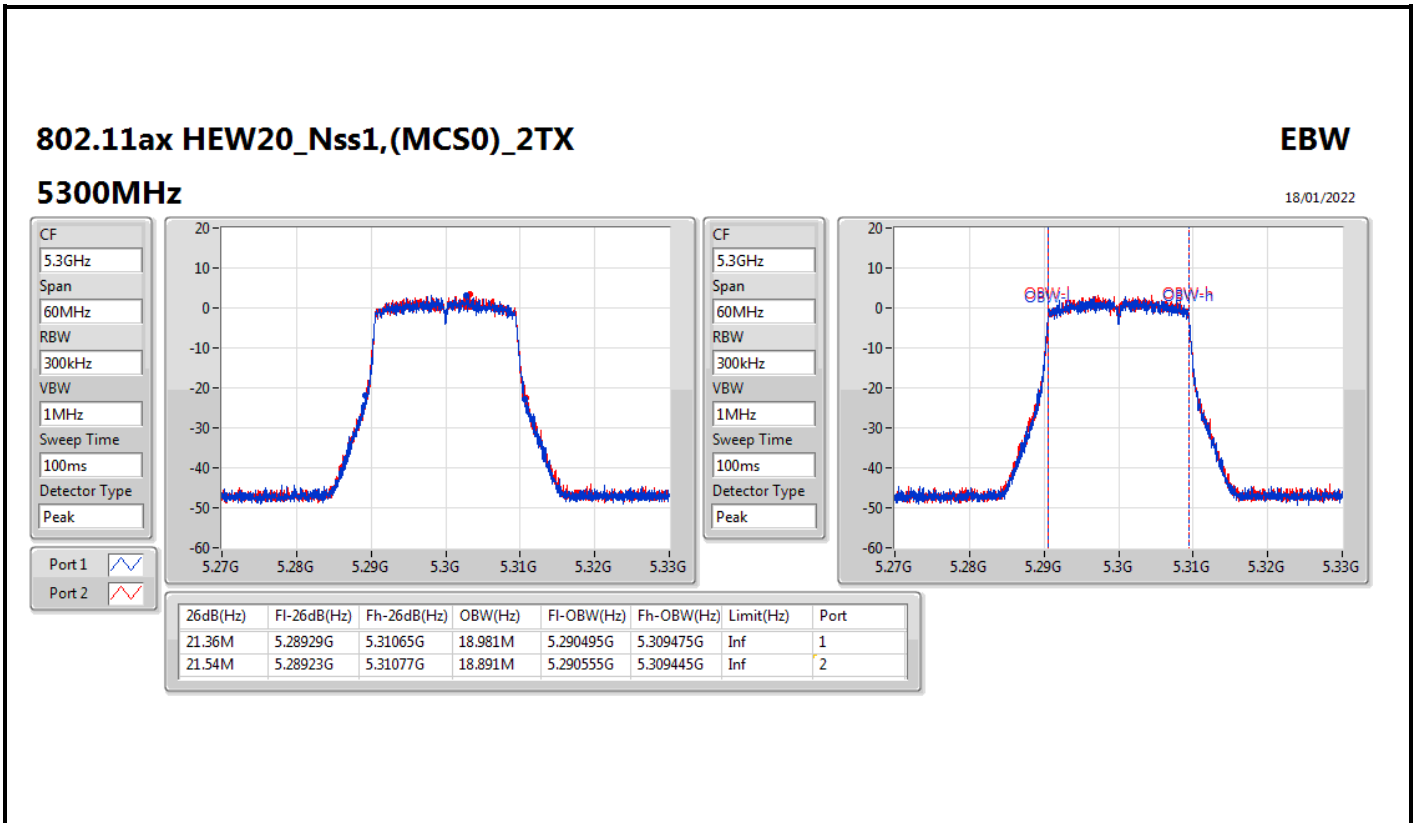 802.11ax HEW20_Nss1,(MCS0)_2TX
EBW
5300MHz
18/01/2022
CF
5.3GHz
Span
60MHz
RBW
300kHz
VBW
1MHz
Sweep Time
100ms
Detector Type
Peak
Port 1
Port 2
20
10
0
-10
-20
-30
-40
-50
-60
5.27G 5.28G 5.29G 5.3G 5.31G 5.32G 5.33G
CF
5.3GHz
Span
60MHz
RBW
300kHz
VBW
1MHz
Sweep Time
100ms
Detector Type
Peak
20
10
0
-10
-20
-30
-40
-50
-60
OBW-l OBW-h
5.27G 5.28G 5.29G 5.3G 5.31G 5.32G 5.33G
26dB(Hz) Fl-26dB(Hz) Fh-26dB(Hz) OBW(Hz) Fl-OBW(Hz) Fh-OBW(Hz) Limit(Hz) Port
21.36M 5.28929G 5.31065G 18.981M 5.290495G 5.309475G Inf 1
21.54M 5.28923G 5.31077G 18.891M 5.290555G 5.309445G Inf 2